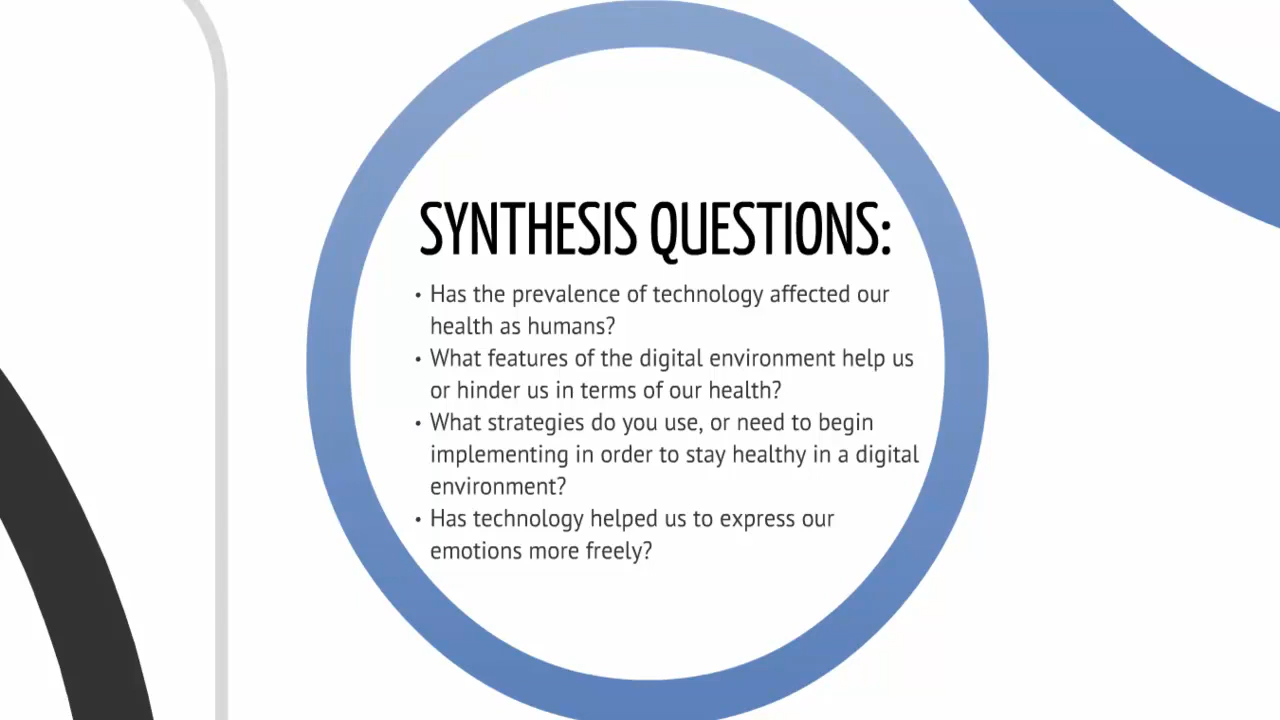 SYNTHESIS QUESTIONS:
• Has the prevalence of technology affected our
health as humans?
• What features of the digital environment help us
or hinder us in terms of our health?
• What strategies do you use, or need to begin
implementing in order to stay healthy in a digital
environment?
• Has technology helped us to express our
emotions more freely?